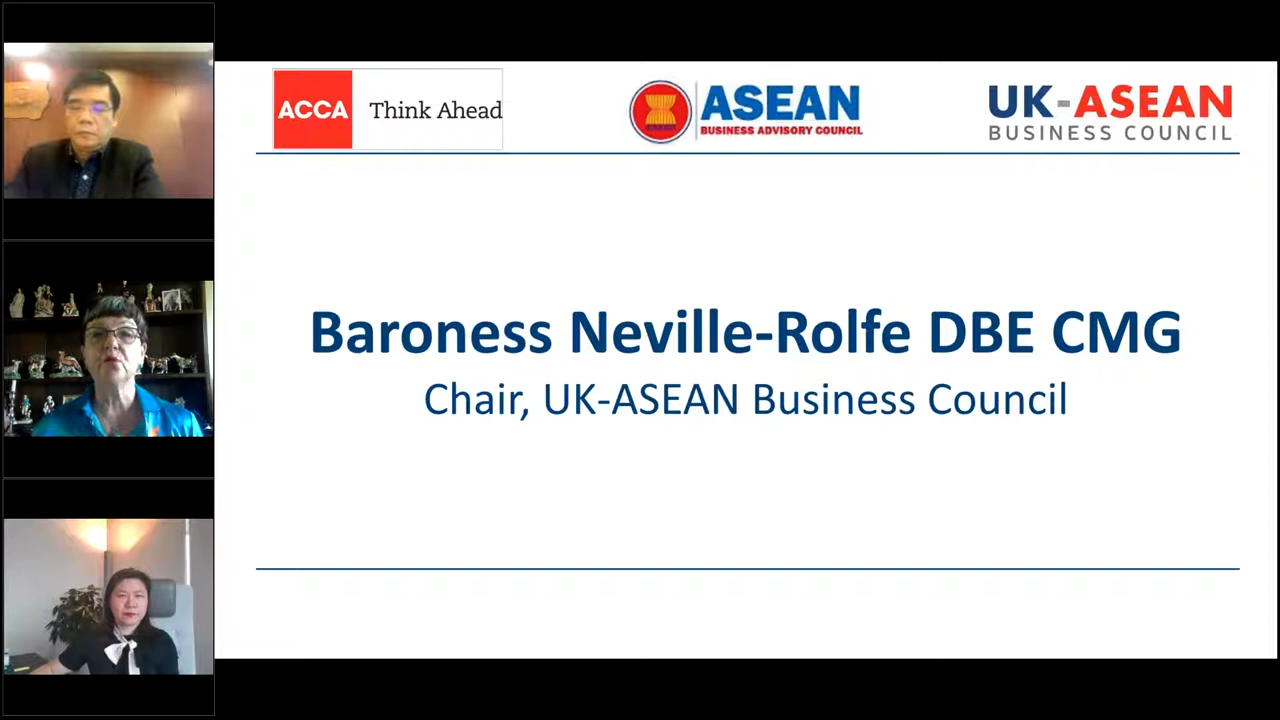 ACCA
Think Ahead
ASEAN
BUSINESS ADVISORY COUNCIL
UK-ASEAN
BUSINESS COUNCIL
Baroness Neville-Rolfe DBE CMG
Chair, UK-ASEAN Business Council